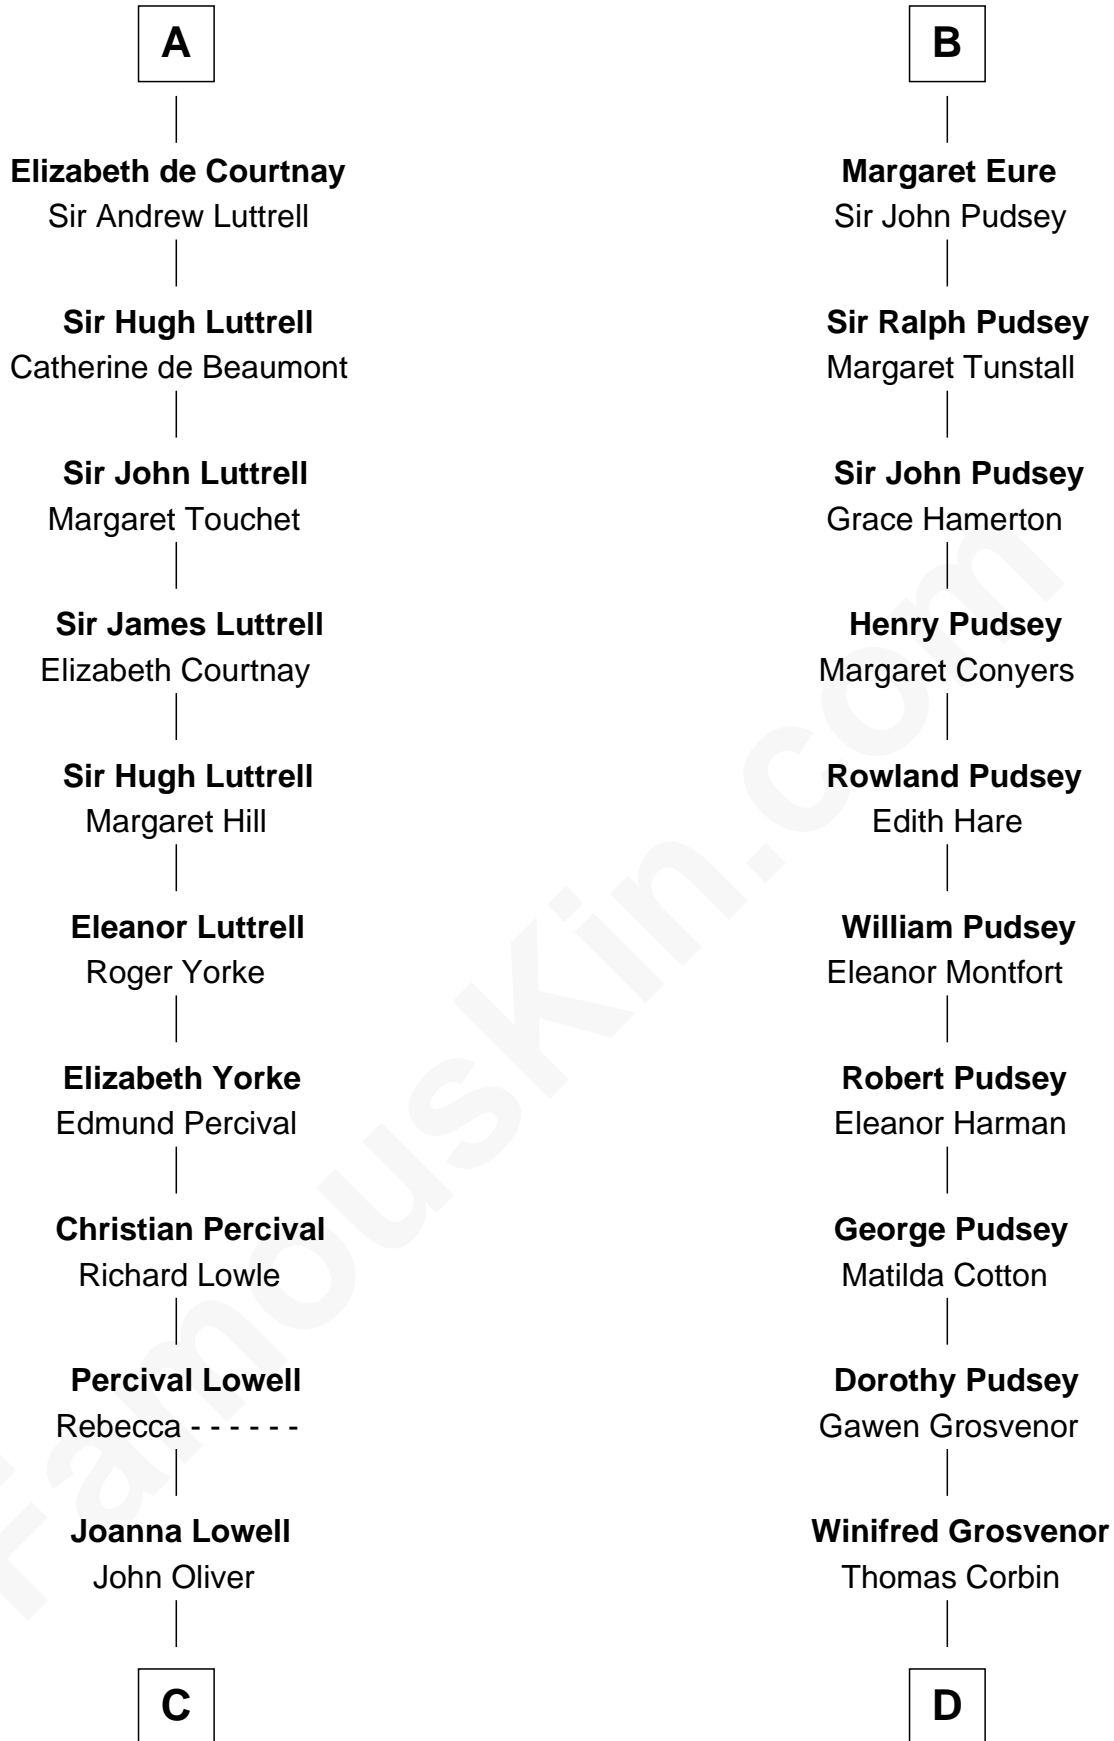 A
Elizabeth de Courtnay
Sir Andrew Luttrell
Sir Hugh Luttrell
Catherine de Beaumont
Sir John Luttrell
Margaret Touchet
Sir James Luttrell
Elizabeth Courtnay
Sir Hugh Luttrell
Margaret Hill
Eleanor Luttrell
Roger Yorke
Elizabeth Yorke
Edmund Percival
Christian Percival
Richard Lowle
Percival Lowell
Rebecca - - - - - -
Joanna Lowell
John Oliver
C
B
Margaret Eure
Sir John Pudsey
Sir Ralph Pudsey
Margaret Tunstall
Sir John Pudsey
Grace Hamerton
Henry Pudsey
Margaret Conyers
Rowland Pudsey
Edith Hare
William Pudsey
Eleanor Montfort
Robert Pudsey
Eleanor Harman
George Pudsey
Matilda Cotton
Dorothy Pudsey
Gawen Grosvenor
Winifred Grosvenor
Thomas Corbin
D
FamousKin.com